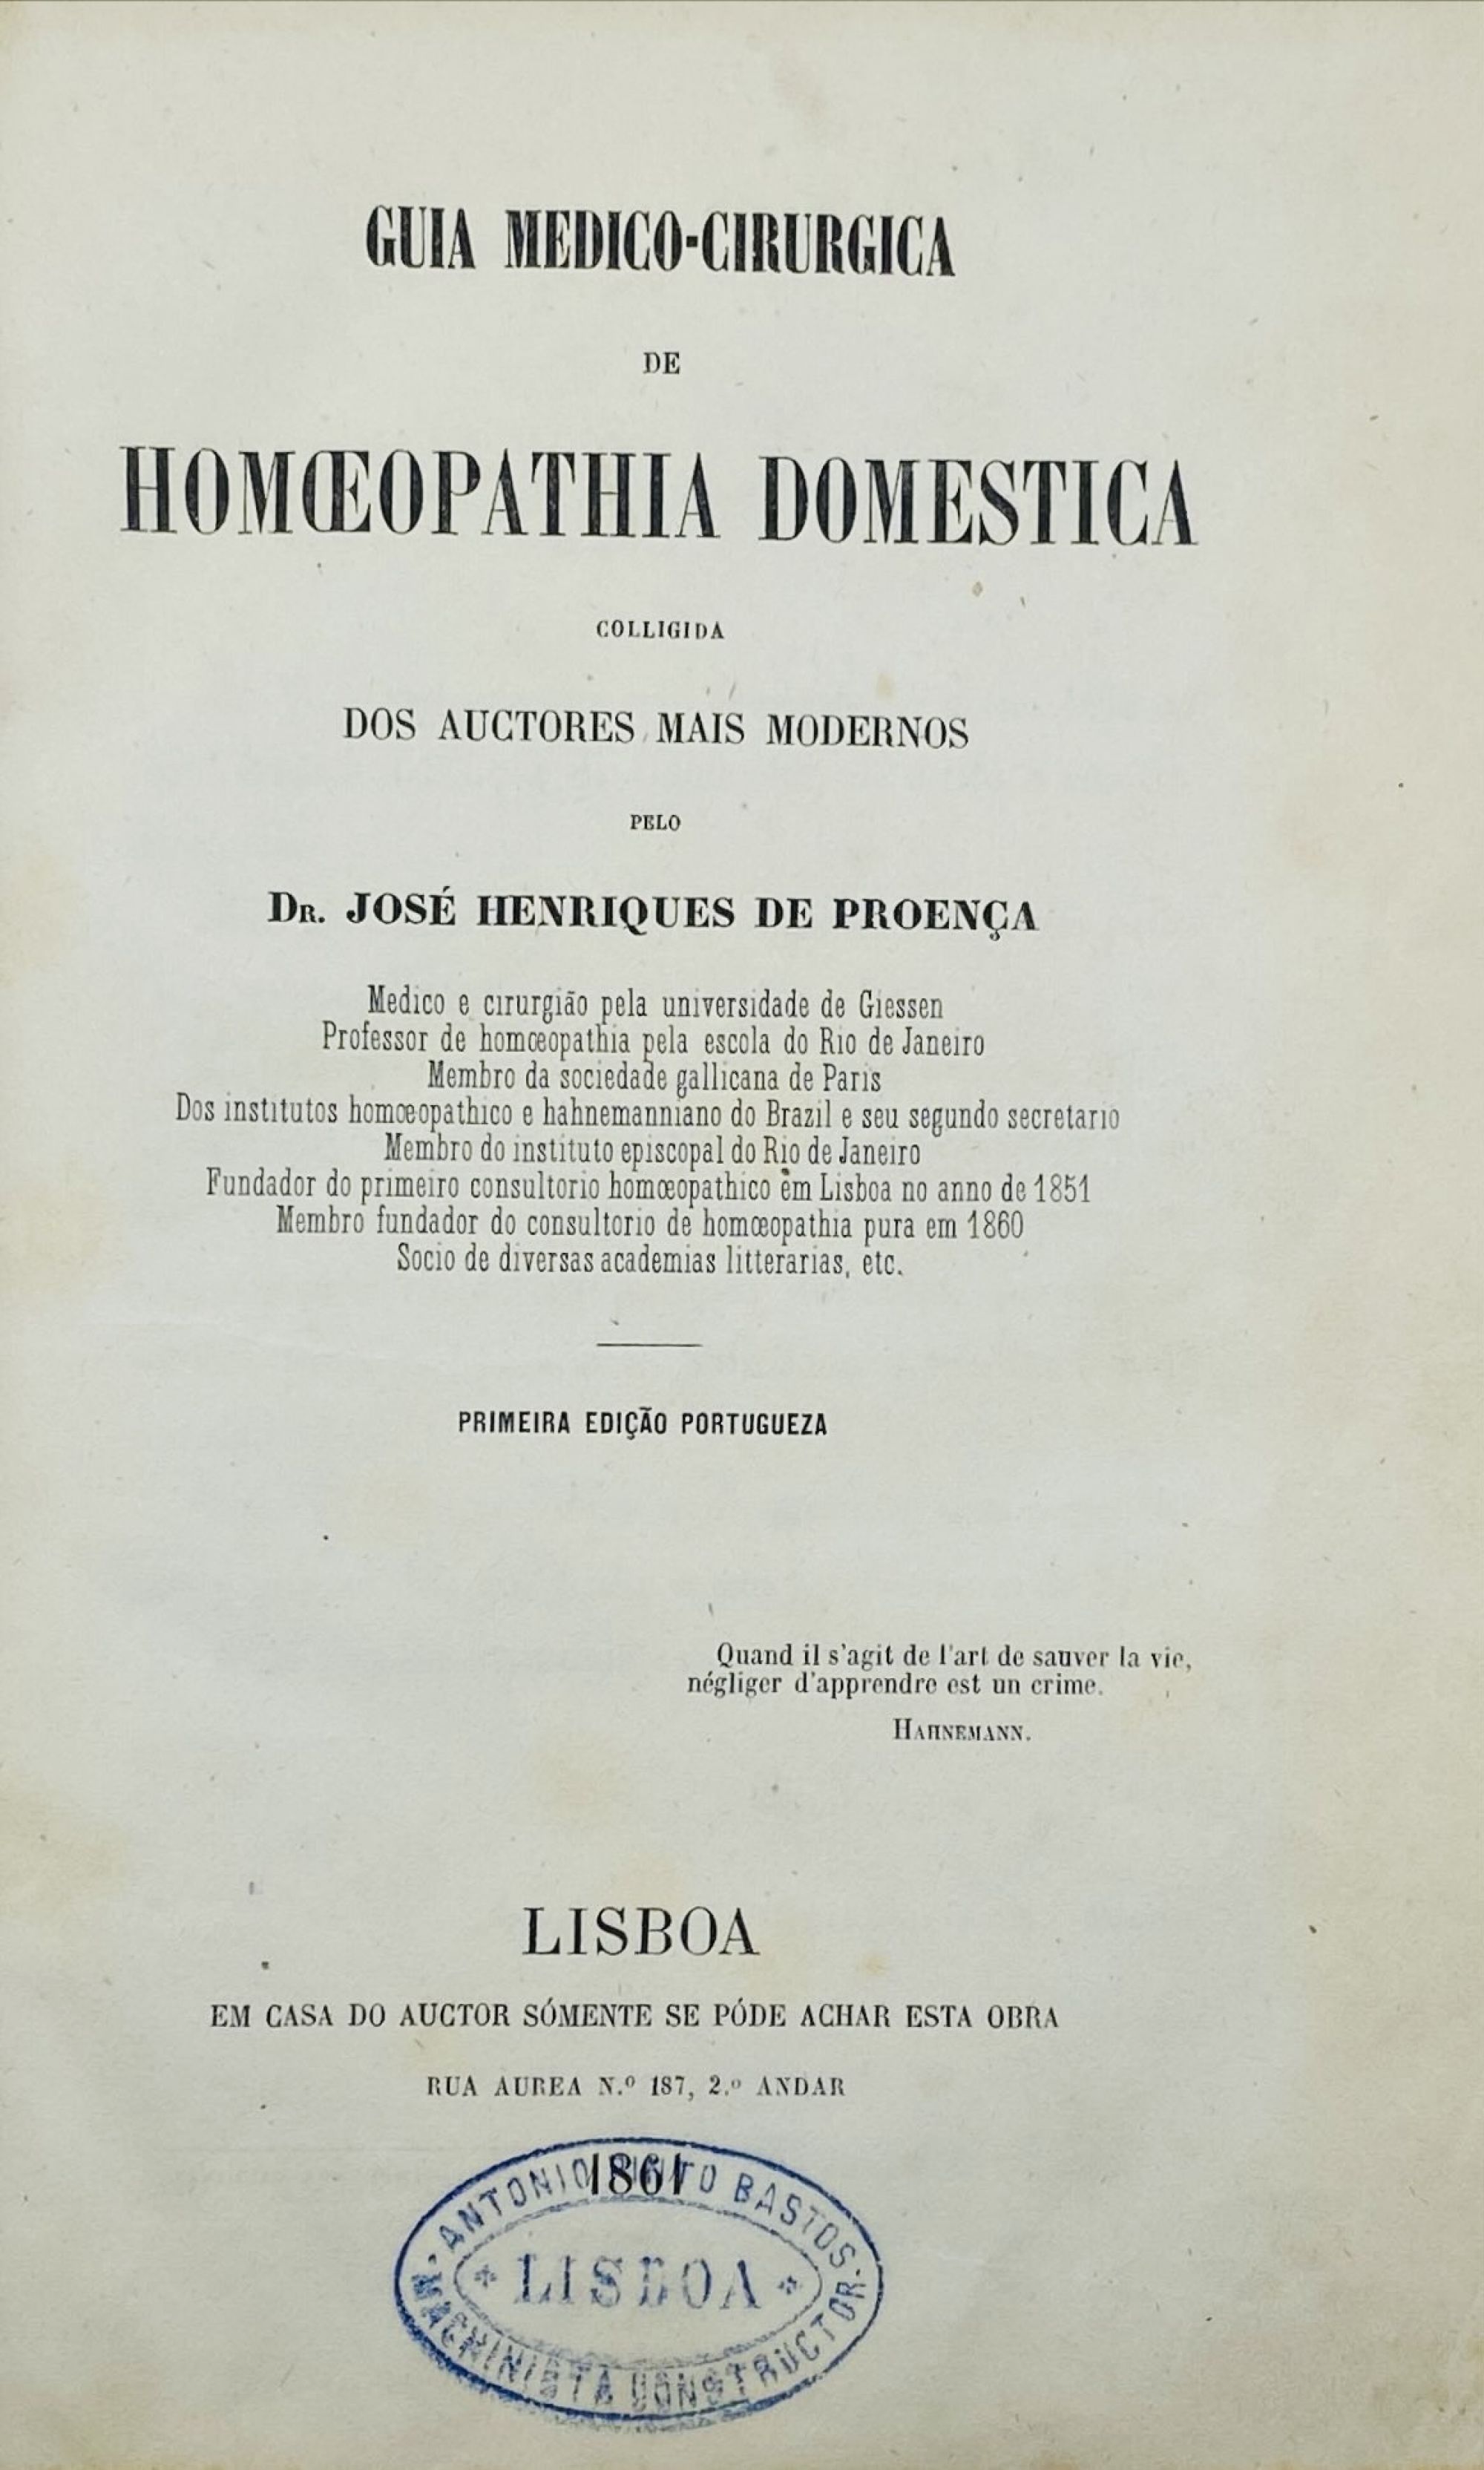 GUIA MEDICO-CIRURGICA
DE
HOMŒOPATHIA DOMESTICA
COLLIGIDA
DOS AUCTORES MAIS MODERNOS
PELO
DR. JOSÉ HENRIQUES DE PROENÇA
Medico e cirurgião pela universidade de Giessen
Professor de homœopathia pela escola do Rio de Janeiro
Membro da sociedade gallicana de Paris
Dos institutos homœopathico e hahnemanniano do Brazil e seu segundo secretario
Membro do instituto episcopal do Rio de Janeiro
Fundador do primeiro consultorio homœopathico em Lisboa no anno de 1851
Membro fundador do consultorio de homœopathia pura em 1860
Socio de diversas academias litterarias, etc.
PRIMEIRA EDIÇÃO PORTUGUEZA
Quand il s'agit de l'art de sauver la vie,
négliger d'apprendre est un crime.
HAHNEMANN.
LISBOA
EM CASA DO AUCTOR SÓMENTE SE PÓDE ACHAR ESTA OBRA
RUA AUREA N.º 187, 2.º ANDAR
1861
ANTONIO PINTO BASTOS
LISBOA
MACHINISTA CONSTRUCTOR